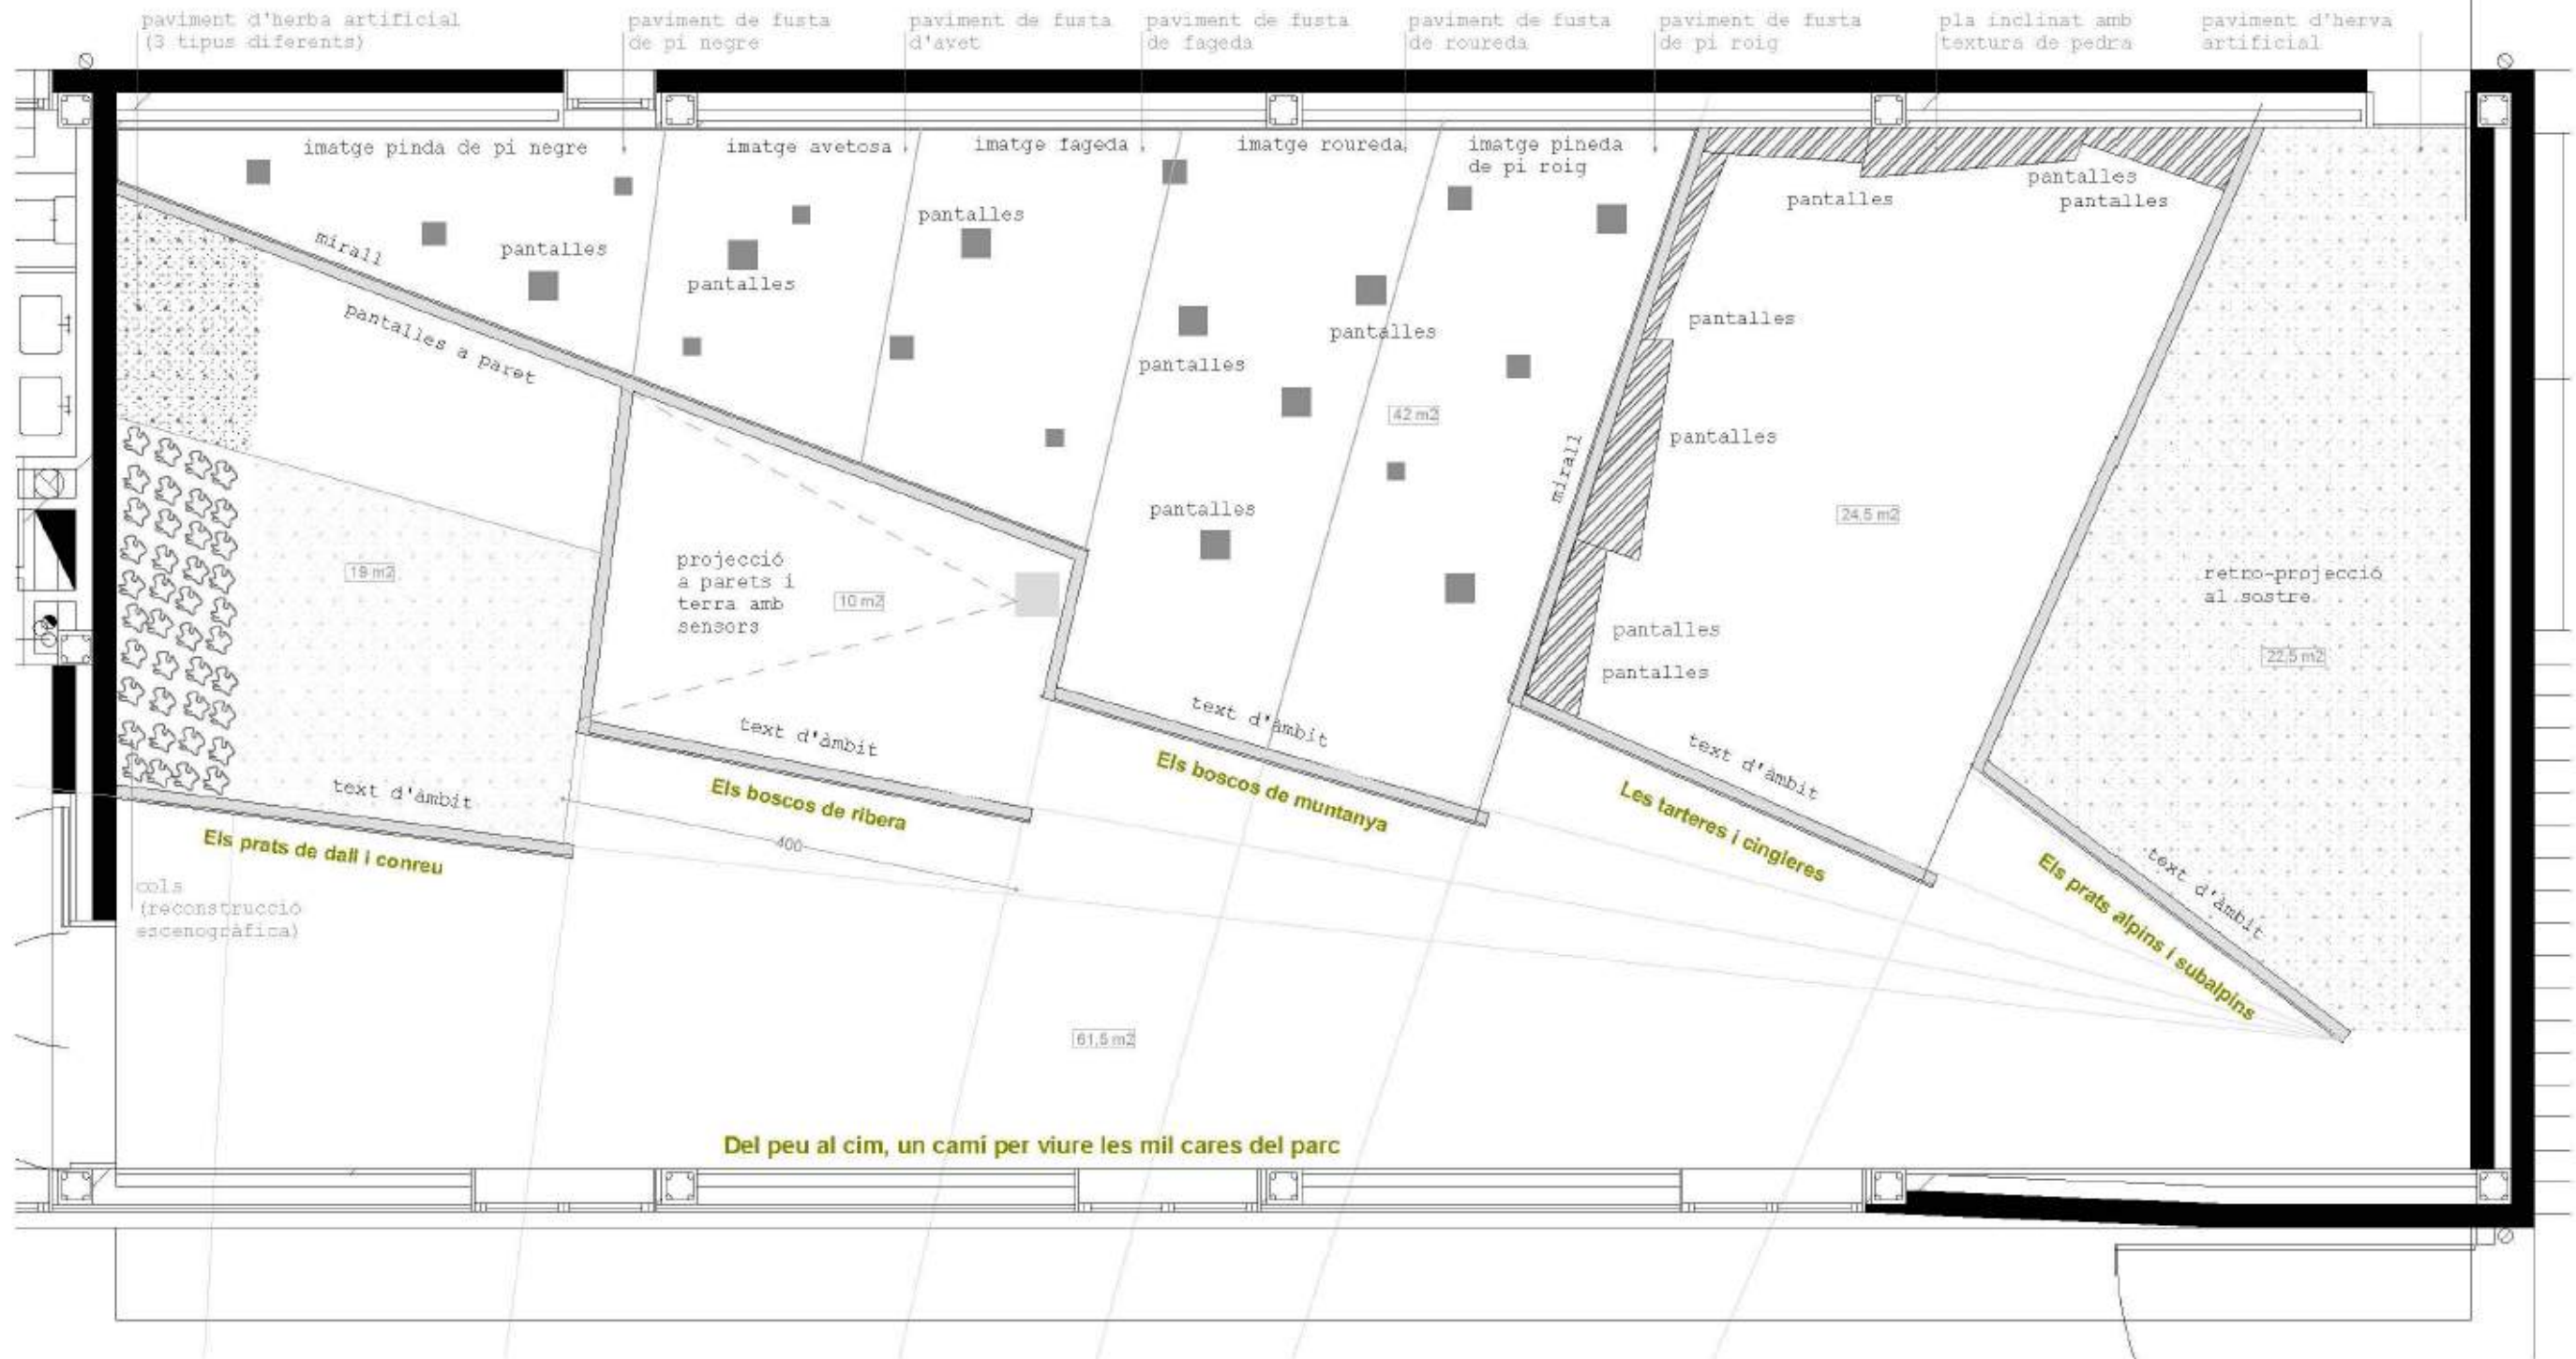 paviment d'herba artificial
(3 tipus diferents)
paviment de fusta
de pi negre
paviment de fusta
d'avet
paviment de fusta
de fageda
paviment de fusta
de roureda
paviment de fusta
de pi roig
pla inclinat amb
textura de pedra
paviment d'herva
artificial
imatge pinda de pi negre
imatge avetosa
imatge fageda
imatge roureda
imatge pineda
de pi roig
pantalles
pantalles
pantalles
pantalles
pantalles
mirall
pantalles
pantalles
pantalles a paret
pantalles
pantalles
pantalles
42 m2
pantalles
mirall
pantalles
24,5 m2
projecció
a parets i
terra amb
sensors
19 m2
10 m2
retro-projecció
al sostre
pantalles
22,5 m2
pantalles
text d'àmbit
text d'àmbit
text d'àmbit
text d'àmbit
text d'àmbit
Els prats de dall i conreu
Els boscos de ribera
Els boscos de muntanya
Les tarteres i cingleres
Els prats alpins i subalpins
400
cols
(reconstrucció
escenogràfica)
61,5 m2
Del peu al cim, un camí per viure les mil cares del parc